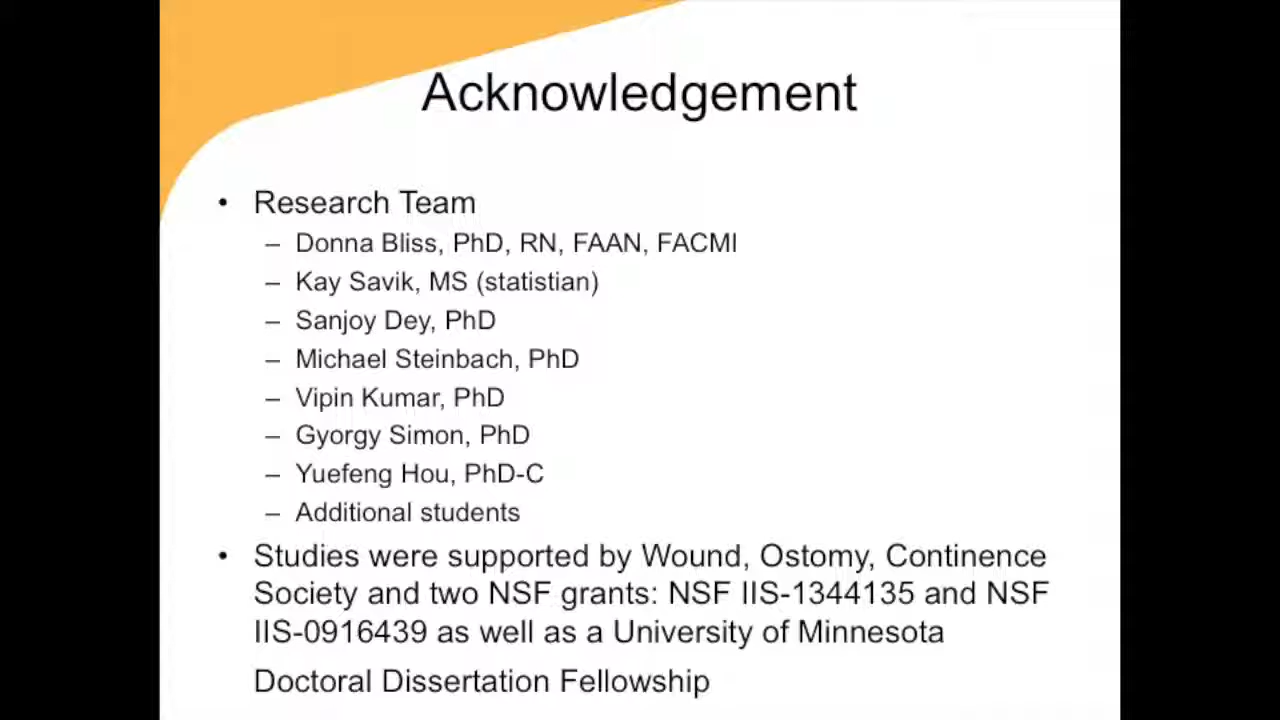 Acknowledgement
• Research Team
– Donna Bliss, PhD, RN, FAAN, FACMI
– Kay Savik, MS (statistian)
– Sanjoy Dey, PhD
– Michael Steinbach, PhD
– Vipin Kumar, PhD
– Gyorgy Simon, PhD
– Yuefeng Hou, PhD-C
– Additional students
• Studies were supported by Wound, Ostomy, Continence
Society and two NSF grants: NSF IIS-1344135 and NSF
IIS-0916439 as well as a University of Minnesota
Doctoral Dissertation Fellowship